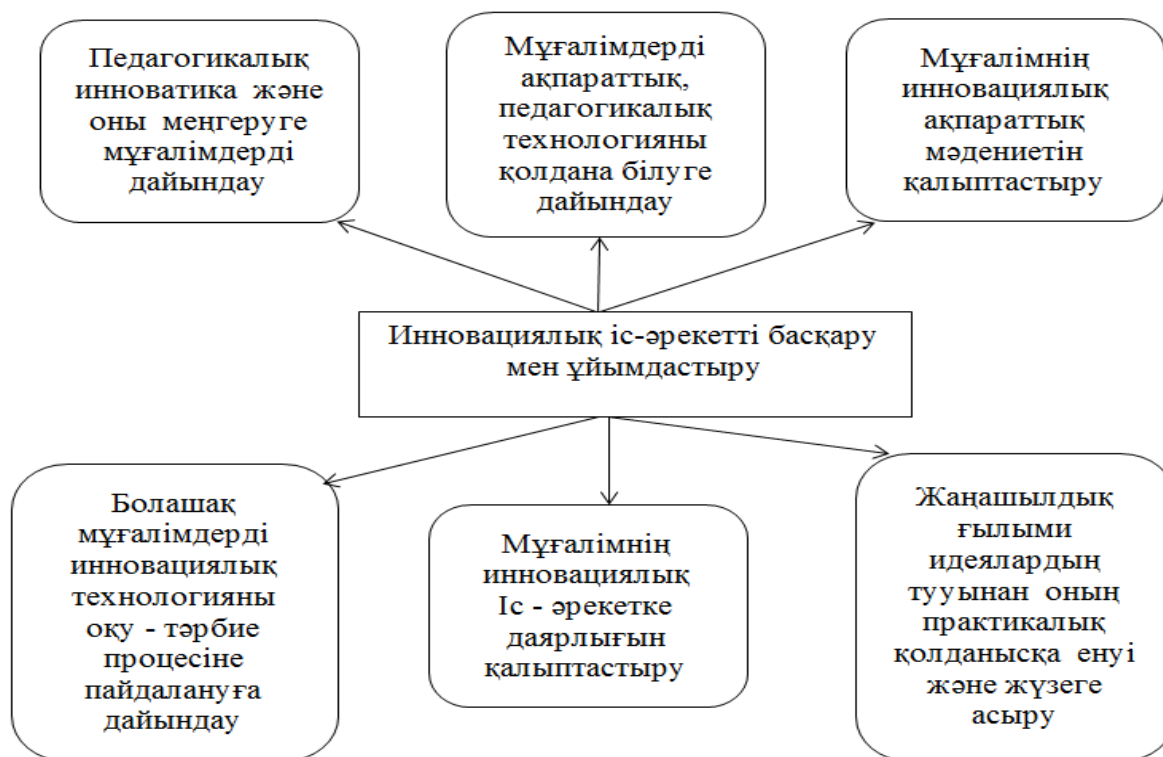 Педагогикалық
инноватика және
оны меңгеруге
мұғалімдерді
дайындау
Мұғалімдерді
ақпараттық,
педагогикалық
технологияны
қолдана білуге
дайындау
Мұғалімнің
инновациялық
ақпараттық
мәдениетін
қалыптастыру
Инновациялық іс-әрекетті басқару
мен ұйымдастыру
Болашақ
мұғалімдерді
инновациялық
технологияны
оқу - тәрбие
процесіне
пайдалануға
дайындау
Мұғалімнің
инновациялық
Іс - әрекетке
даярлығын
қалыптастыру
Жаңашылдық
ғылыми
идеялардың
тууынан оның
практикалық
қолданысқа енуі
және жүзеге
асыру